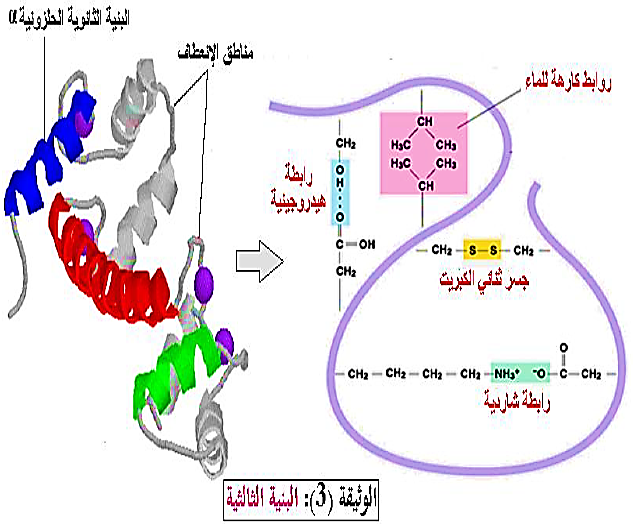 البنية الثانوية الحلزونية α
مناطق الإنعطاف
روابط كارهة للماء
CH
H3C CH3
H3C CH3
CH
CH2
OH
O
C—OH
CH2
رابطة
هيدروجينية
CH2 S S CH2
جسر ثنائي الكبريت
O
CH2 CH2 CH2 CH2 NH3+ -O C CH2
رابطة شاردية
الوثيقة (3): البنية الثالثية